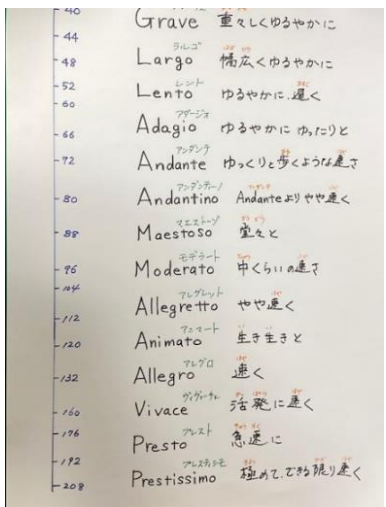 40
Grave 重々しくゆるやかに
44
ラルゴ
48 Largo 幅広くゆるやかに
レント
52 Lento ゆるやかに、遅く
60
アダージョ
66 Adagio ゆるやかに ゆったりと
アンダンテ
72 Andante ゆっくりと歩くような速さ
アンダンティーノ
80 Andantino Andanteよりやや速く
マエストーソ
88 Maestoso 堂々と
モデラート
96 Moderato 中くらいの速さ
104
アレグレット
112 Allegretto やや速く
アニマート
120 Animato 生き生きと
アレグロ
132 Allegro 速く
ヴィヴァーチェ
160 Vivace 活発に速く
プレスト
176 Presto 急速に
プレスティッシモ
192 Prestissimo 極めて、できる限り速く
208